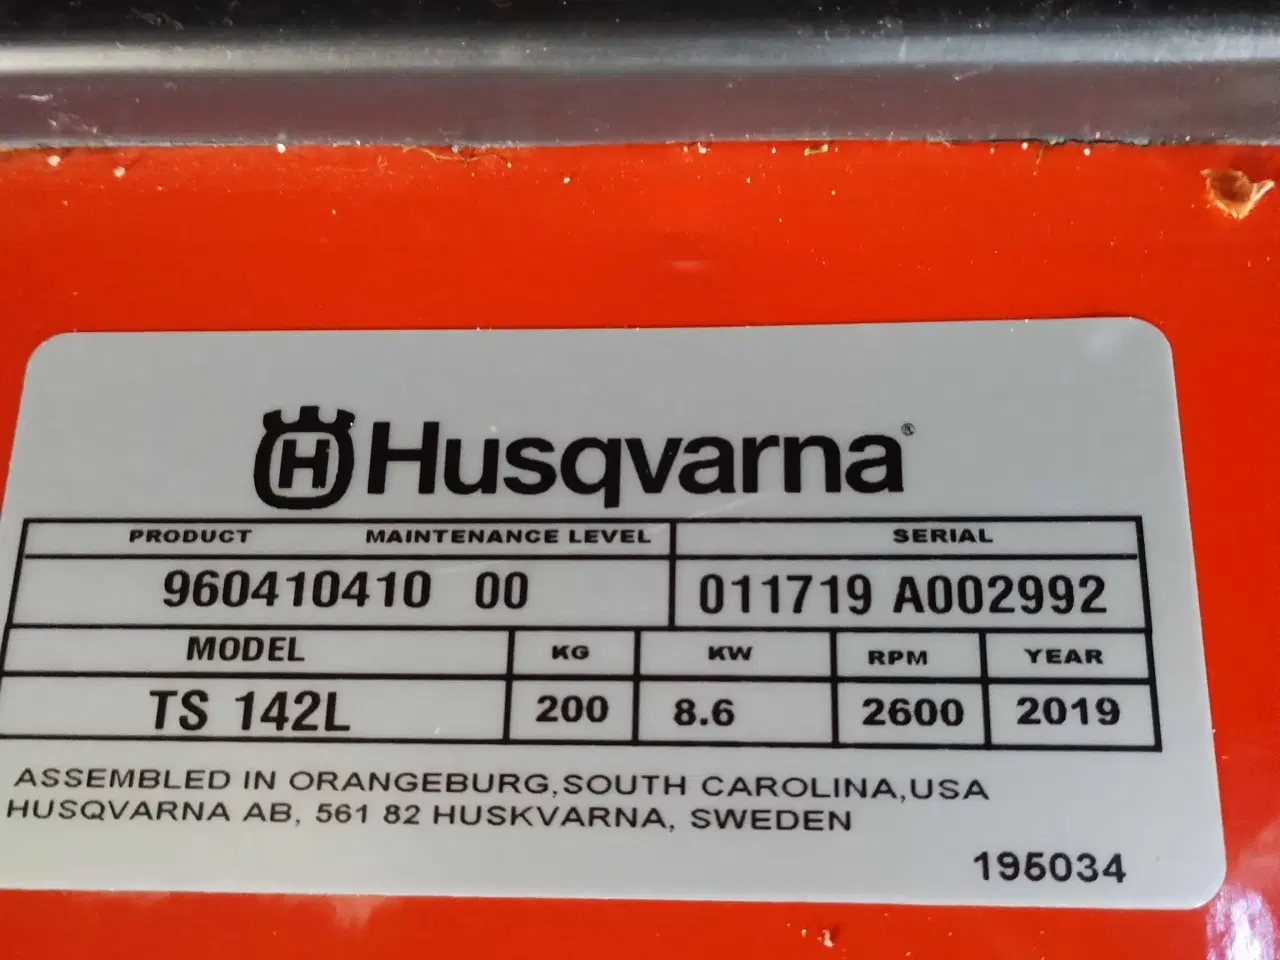 H Husqvarna®
PRODUCT MAINTENANCE LEVEL SERIAL
960410410 00 011719 A002992
MODEL KG KW RPM YEAR
TS 142L 200 8.6 2600 2019
ASSEMBLED IN ORANGEBURG,SOUTH CAROLINA,USA
HUSQVARNA AB, 561 82 HUSKVARNA, SWEDEN
195034